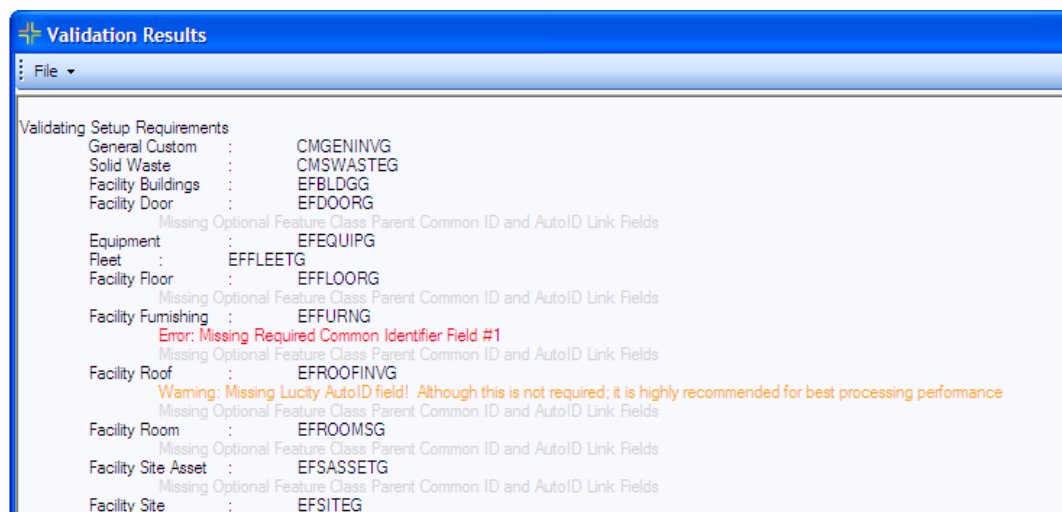 Validation Results
File
Validating Setup Requirements
General Custom : CMGENINVG
Solid Waste : CMSWASTEG
Facility Buildings : EFBLDGG
Facility Door : EFDOORG
Missing Optional Feature Class Parent Common ID and AutoID Link Fields
Equipment : EFEQUIPG
Fleet : EFFLEETG
Facility Floor : EFFLOORG
Missing Optional Feature Class Parent Common ID and AutoID Link Fields
Facility Furnishing : EFFURNG
Error: Missing Required Common Identifier Field #1
Missing Optional Feature Class Parent Common ID and AutoID Link Fields
Facility Roof : EFROOFINVG
Warning: Missing Lucity AutoID field! Although this is not required; it is highly recommended for best processing performance
Missing Optional Feature Class Parent Common ID and AutoID Link Fields
Facility Room : EFROOMSG
Missing Optional Feature Class Parent Common ID and AutoID Link Fields
Facility Site Asset : EFSASSETG
Missing Optional Feature Class Parent Common ID and AutoID Link Fields
Facility Site : EFSITEG